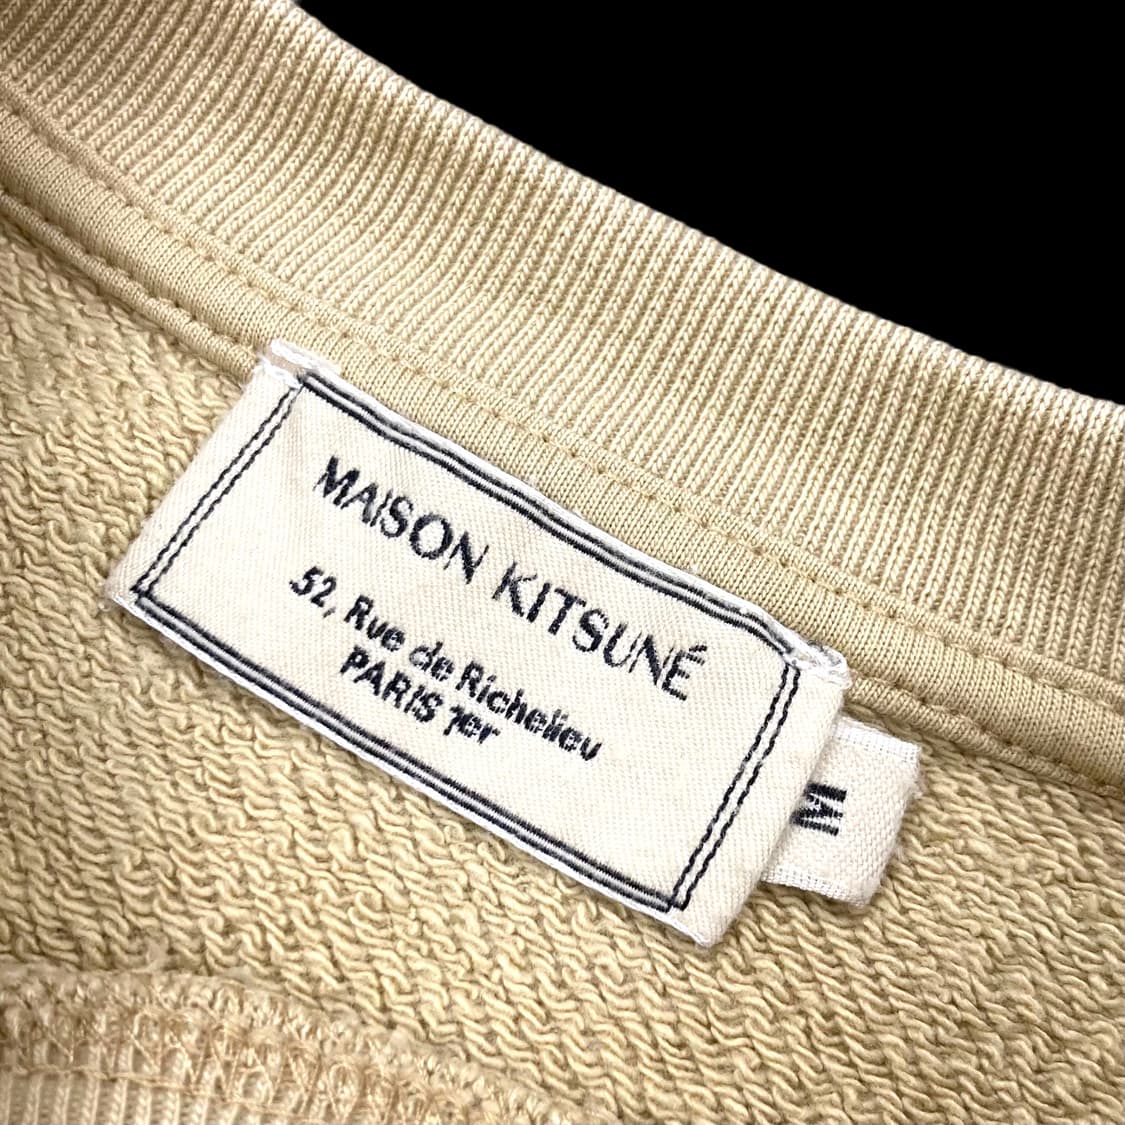 MAISON KITSUNÉ
52, Rue de Richelieu
PARIS 1er
M